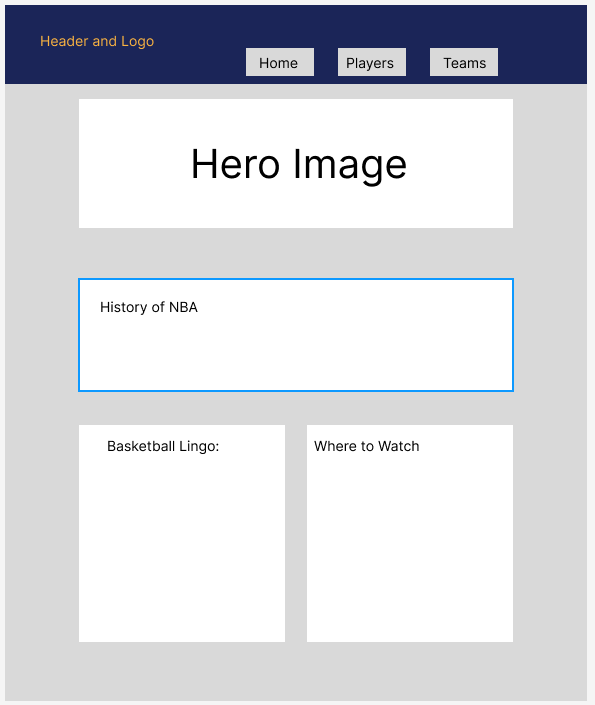 Header and Logo
Home
Players
Teams
Hero Image
History of NBA
Basketball Lingo:
Where to Watch